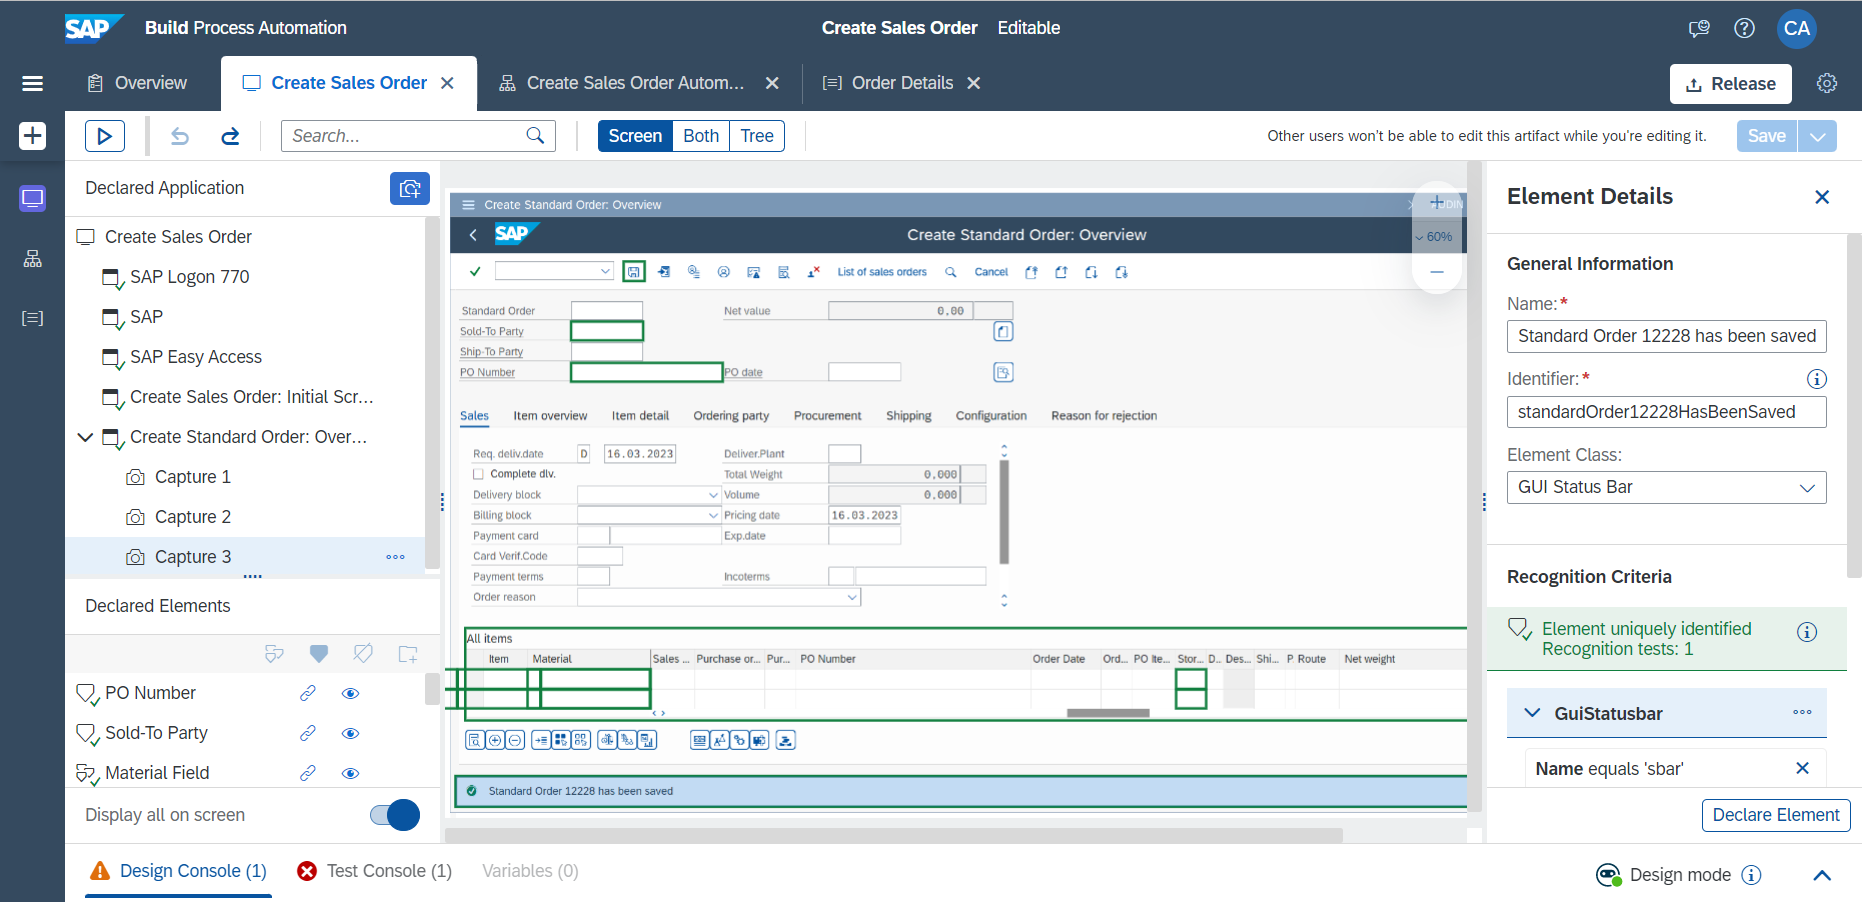 SAP Build Process Automation
Create Sales Order Editable
CA
Overview
Create Sales Order
Create Sales Order Autom...
Order Details
Release
Search...
Screen Both Tree
Other users won't be able to edit this artifact while you're editing it.
Save
Declared Application
Create Sales Order
SAP Logon 770
SAP
SAP Easy Access
Create Sales Order: Initial Scr...
Create Standard Order: Over...
Capture 1
Capture 2
Capture 3
Declared Elements
PO Number
Sold-To Party
Material Field
Display all on screen
Create Standard Order: Overview
SAP
Create Standard Order: Overview
60%
List of sales orders Cancel
Standard Order Net value 0.00
Sold-To Party
Ship-To Party
PO Number PO date
Sales Item overview Item detail Ordering party Procurement Shipping Configuration Reason for rejection
Req. deliv.date D 16.03.2023 Deliver.Plant
Complete dlv. Total Weight 0.000
Delivery block Volume 0.000
Billing block Pricing date 16.03.2023
Payment card Exp.date
Card Verif.Code
Payment terms Incoterms
Order reason
All items
Item Material Sales ... Purchase or... Pur... PO Number Order Date Ord... PO Ite... Stor... D.. Des... Shi... P Route Net weight
Standard Order 12228 has been saved
Element Details
General Information
Name:*
Standard Order 12228 has been saved
Identifier:*
standardOrder12228HasBeenSaved
Element Class:
GUI Status Bar
Recognition Criteria
Element uniquely identified
Recognition tests: 1
GuiStatusbar
Name equals 'sbar'
Declare Element
Design Console (1)
Test Console (1)
Variables (0)
Design mode